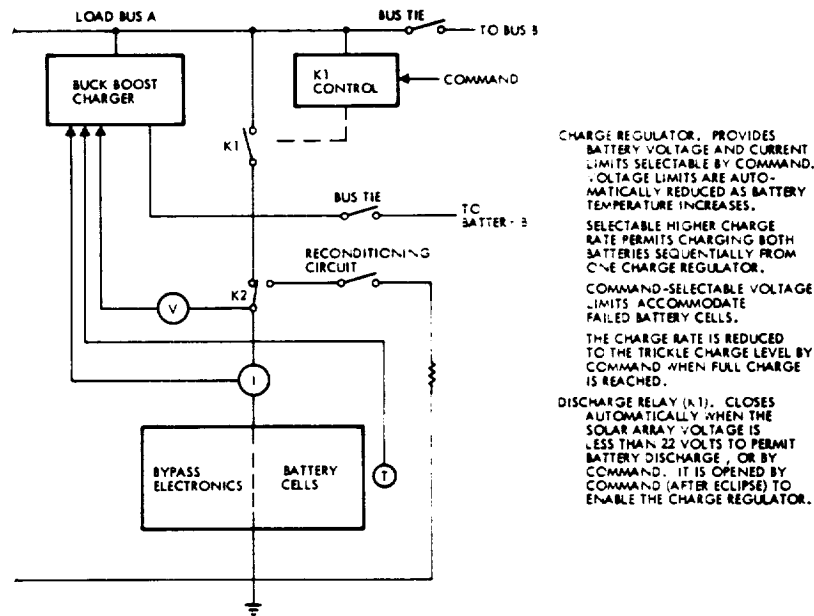 LOAD BUS A
BUS TIE
TO BUS B
BUCK BOOST
CHARGER
K1
CONTROL
COMMAND
K1
BUS TIE
TO
BATTERY B
RECONDITIONING
CIRCUIT
K2
V
I
T
BYPASS
ELECTRONICS
BATTERY
CELLS
CHARGE REGULATOR. PROVIDES
BATTERY VOLTAGE AND CURRENT
LIMITS SELECTABLE BY COMMAND.
VOLTAGE LIMITS ARE AUTO-
MATICALLY REDUCED AS BATTERY
TEMPERATURE INCREASES.
SELECTABLE HIGHER CHARGE
RATE PERMITS CHARGING BOTH
BATTERIES SEQUENTIALLY FROM
ONE CHARGE REGULATOR.
COMMAND-SELECTABLE VOLTAGE
LIMITS ACCOMMODATE
FAILED BATTERY CELLS.
THE CHARGE RATE IS REDUCED
TO THE TRICKLE CHARGE LEVEL BY
COMMAND WHEN FULL CHARGE
IS REACHED.
DISCHARGE RELAY (K1). CLOSES
AUTOMATICALLY WHEN THE
SOLAR ARRAY VOLTAGE IS
LESS THAN 22 VOLTS TO PERMIT
BATTERY DISCHARGE, OR BY
COMMAND. IT IS OPENED BY
COMMAND (AFTER ECLIPSE) TO
ENABLE THE CHARGE REGULATOR.